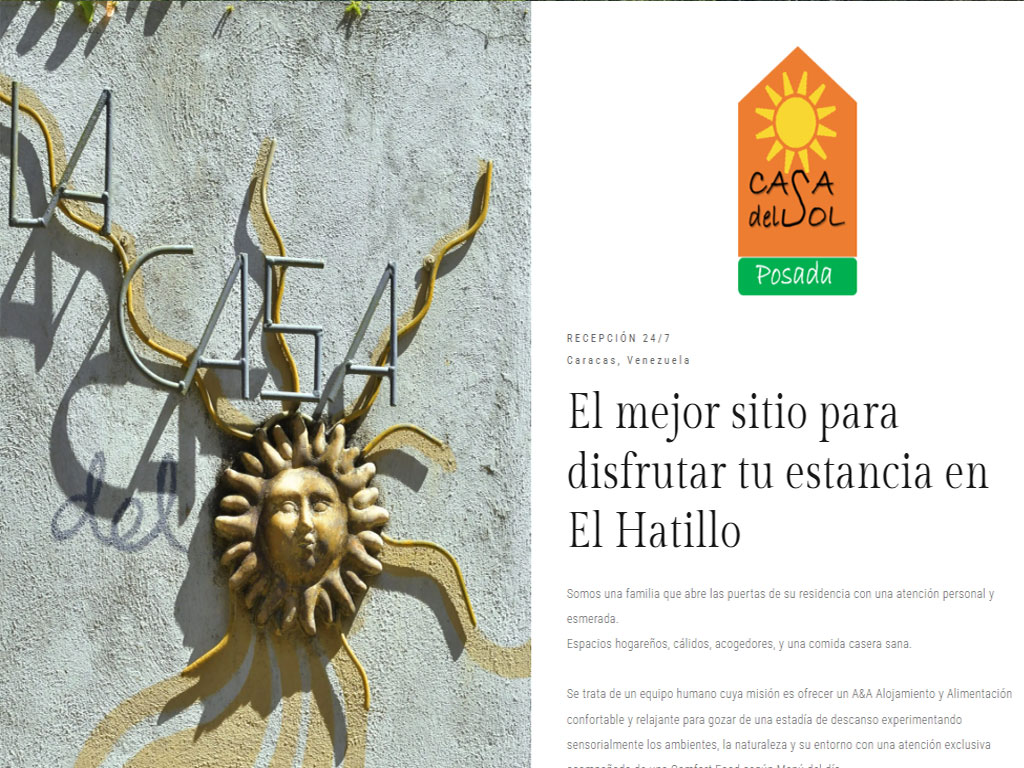 LA
CASA
del
CASA
del SOL
Posada
RECEPCIÓN 24/7
Caracas, Venezuela
El mejor sitio para
disfrutar tu estancia en
El Hatillo
Somos una familia que abre las puertas de su residencia con una atención personal y
esmerada.
Espacios hogareños, cálidos, acogedores, y una comida casera sana.
Se trata de un equipo humano cuya misión es ofrecer un A&A Alojamiento y Alimentación
confortable y relajante para gozar de una estadía de descanso experimentando
sensorialmente los ambientes, la naturaleza y su entorno con una atención exclusiva